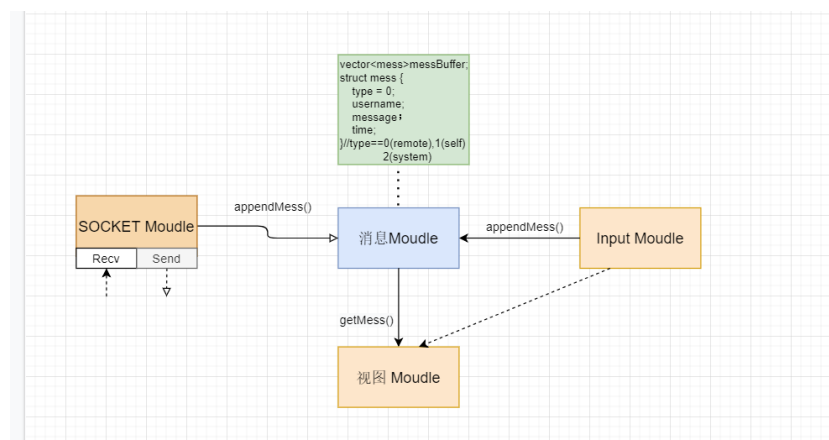 vector<mess>messBuffer;
struct mess {
type = 0;
username;
message;
time;
}//type==0(remote),1(self)
2(system)
appendMess()
SOCKET Moudle
Recv
Send
消息Moudle
appendMess()
Input Moudle
getMess()
视图 Moudle